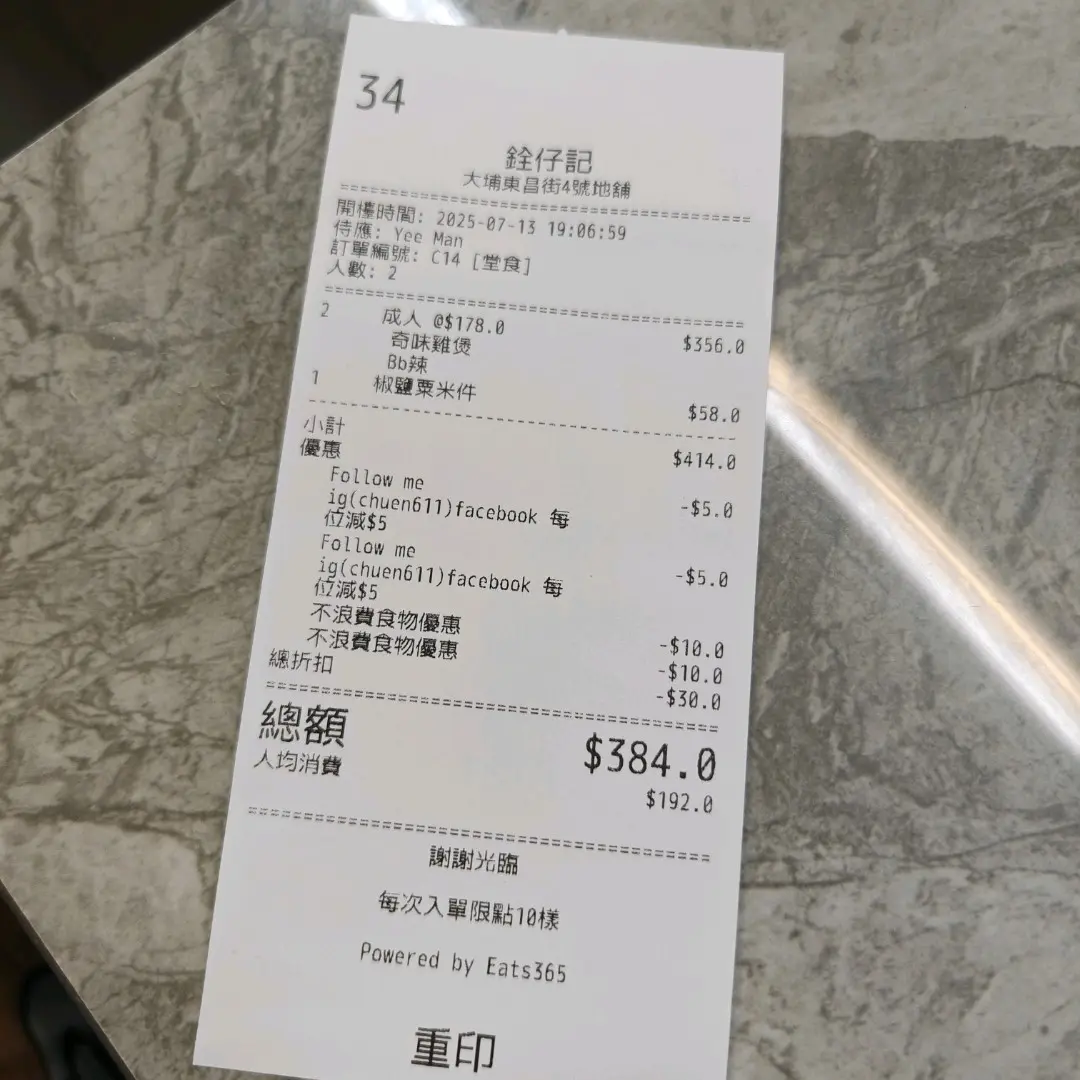 34
銓仔記
大埔東昌街4號地舖
開檯時間: 2025-07-13 19:06:59
侍應: Yee Man
訂單編號: C14 [堂食]
人數: 2
2 成人 @$178.0 $356.0
奇味雞煲
Bb辣
1 椒鹽粟米件 $58.0
小計 $414.0
優惠
Follow me -$5.0
ig(chuen611)facebook 每
位減$5
Follow me -$5.0
ig(chuen611)facebook 每
位減$5
不浪費食物優惠 -$10.0
不浪費食物優惠 -$10.0
總折扣 -$30.0
總額 $384.0
人均消費 $192.0
謝謝光臨
每次入單限點10樣
Powered by Eats365
重印